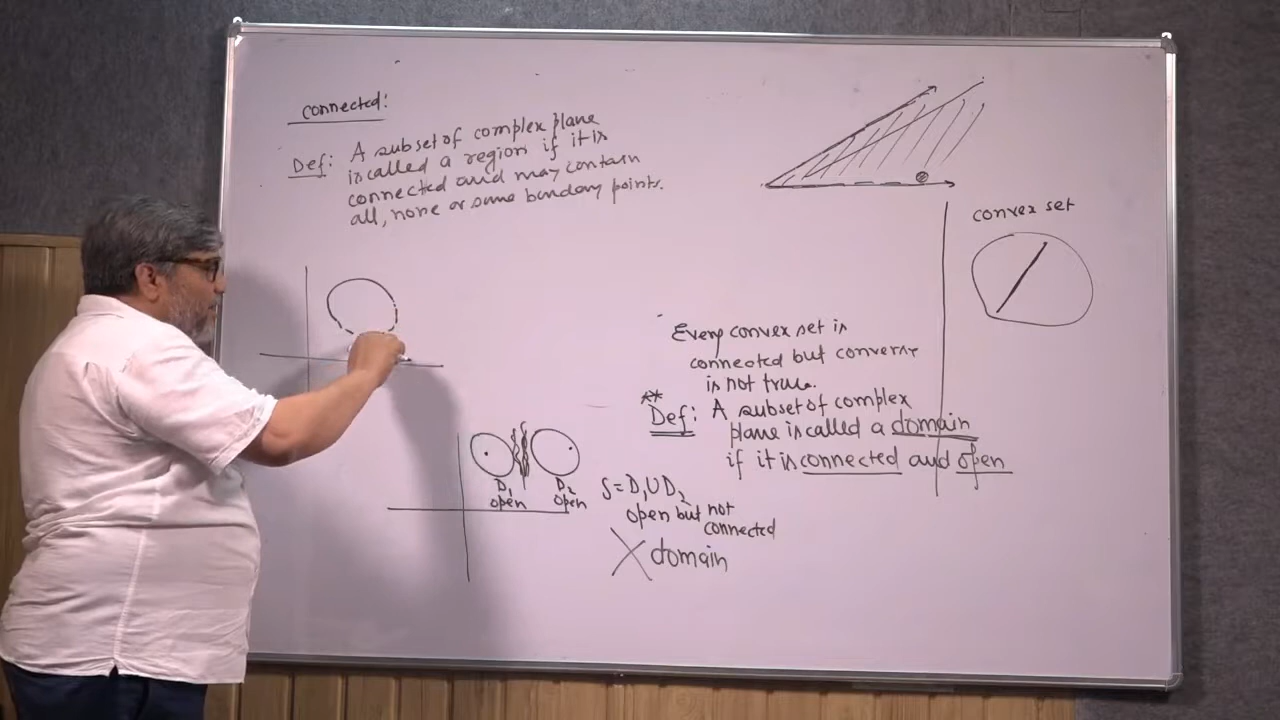 connected:
Def: A subset of complex plane
is called a region if it is
connected and may contain
all, none or some bundary points.
convex set
Every convex set is
connected but converse
is not true.
**
Def: A subset of complex
plane is called a domain
if it is connected and open
D1 D2
open open
S = D1 U D2
open but not
connected
X domain